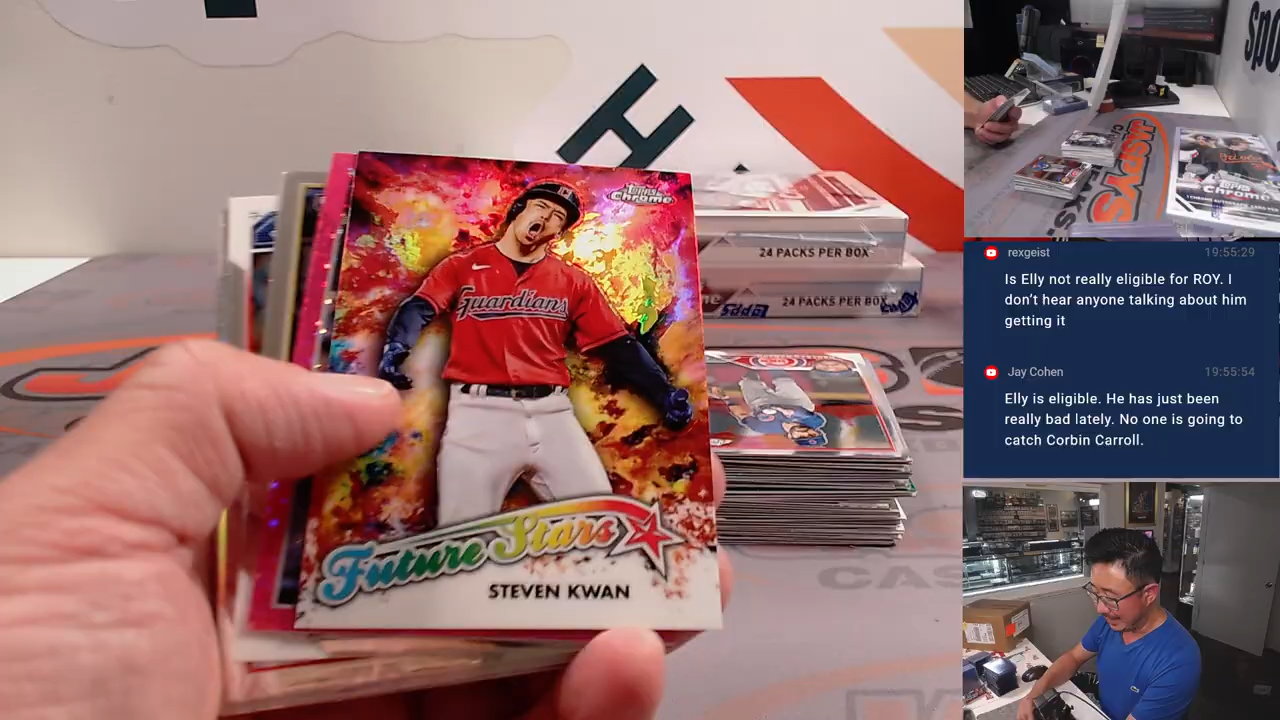 H
Topps
Chrome
Guardians
Future Stars
STEVEN KWAN
24 PACKS PER BOX
24 PACKS PER BOX
Topps
CAS
JASPY'S
Spo
Chrome
rexgeist 19:55:29
Is Elly not really eligible for ROY. I
don't hear anyone talking about him
getting it
Jay Cohen 19:55:54
Elly is eligible. He has just been
really bad lately. No one is going to
catch Corbin Carroll.